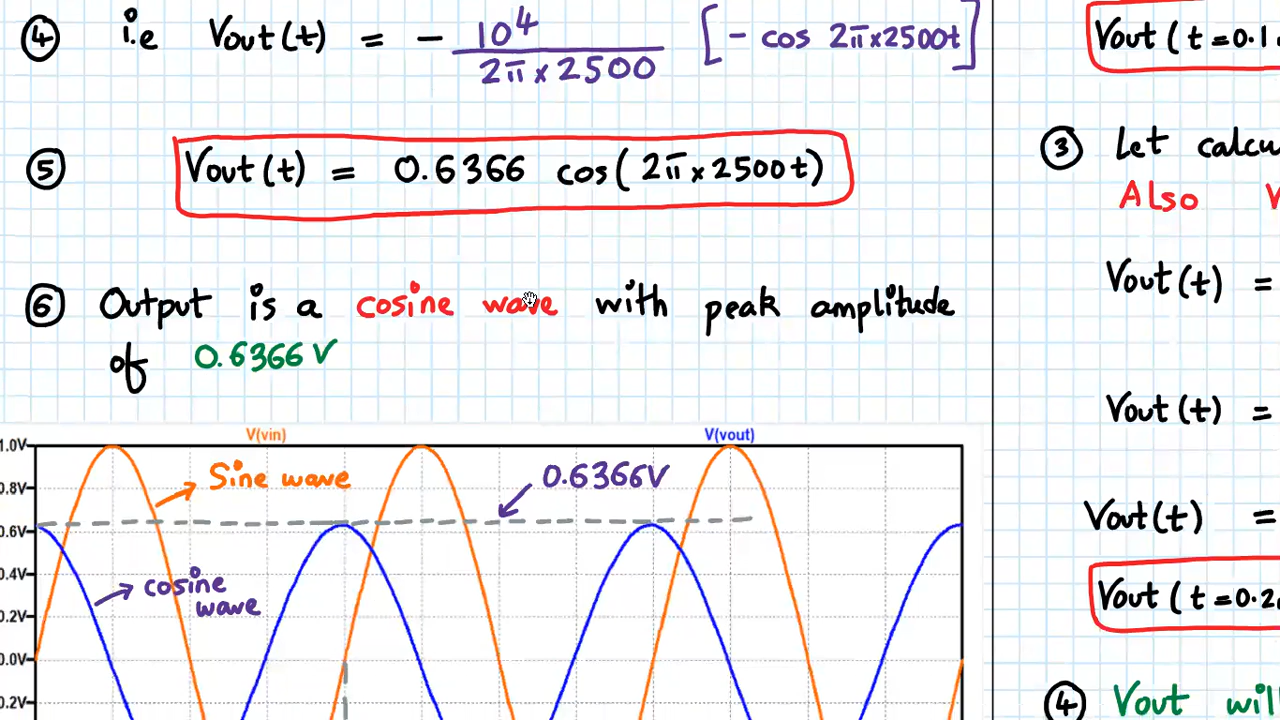 ④ i.e Vout(t) = - 10⁴ / 2π×2500 [- cos 2π×2500t]
⑤ Vout(t) = 0.6366 cos(2π×2500t)
⑥ Output is a cosine wave with peak amplitude
of 0.6366V
V(vin) V(vout)
1.0V
Sine wave
0.6366V
0.8V
0.6V
0.4V
cosine
wave
0.2V
0.0V
0.2V
Vout (t=0.1
③ Let calcu
Also V
Vout(t) =
Vout(t) =
Vout(t) =
Vout (t=0.2
④ Vout will